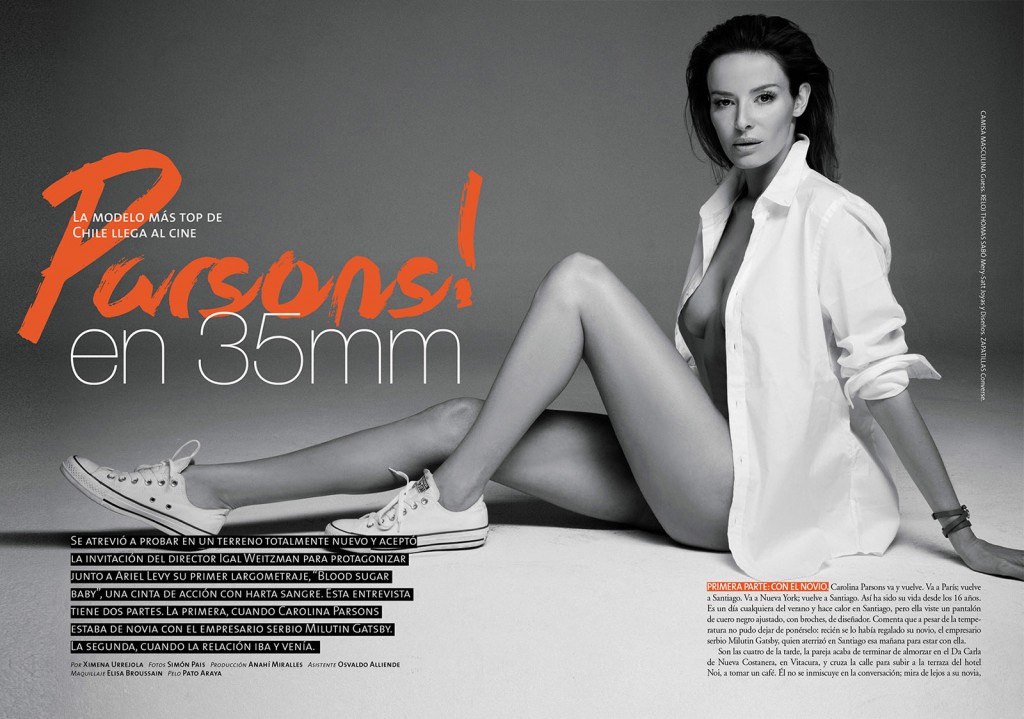 LA MODELO MÁS TOP DE
CHILE LLEGA AL CINE
Parsons!
en 35mm
SE ATREVIÓ A PROBAR EN UN TERRENO TOTALMENTE NUEVO Y ACEPTÓ
LA INVITACIÓN DEL DIRECTOR IGAL WEITZMAN PARA PROTAGONIZAR
JUNTO A ARIEL LEVY SU PRIMER LARGOMETRAJE, “BLOOD SUGAR
BABY”, UNA CINTA DE ACCIÓN CON HARTA SANGRE. ESTA ENTREVISTA
TIENE DOS PARTES. LA PRIMERA, CUANDO CAROLINA PARSONS
ESTABA DE NOVIA CON EL EMPRESARIO SERBIO MILUTIN GATSBY.
LA SEGUNDA, CUANDO LA RELACIÓN IBA Y VENÍA.
POR XIMENA URREJOLA FOTOS SIMÓN PAIS PRODUCCIÓN ANAHÍ MIRALLES ASISTENTE OSVALDO ALLIENDE
MAQUILLAJE ELISA BROUSSAIN PELO PATO ARAYA
PRIMERA PARTE: CON EL NOVIO. Carolina Parsons va y vuelve. Va a París; vuelve
a Santiago. Va a Nueva York; vuelve a Santiago. Así ha sido su vida desde los 16 años.
Es un día cualquiera del verano y hace calor en Santiago, pero ella viste un pantalón
de cuero negro ajustado, con broches, de diseñador. Comenta que a pesar de la tempe-
ratura no pudo dejar de ponérselo: recién se lo había regalado su novio, el empresario
serbio Milutin Gatsby, quien aterrizó en Santiago esa mañana para estar con ella.
Son las cuatro de la tarde, la pareja acaba de terminar de almorzar en el Da Carla
de Nueva Costanera, en Vitacura, y cruza la calle para subir a la terraza del hotel
Noi, a tomar un café. Él no se inmiscuye en la conversación; mira de lejos a su novia,
CAMISA MASCULINA Guess. RELOJ THOMAS SABO Mery-Satt Joyas y Diseños. ZAPATILLAS Converse.